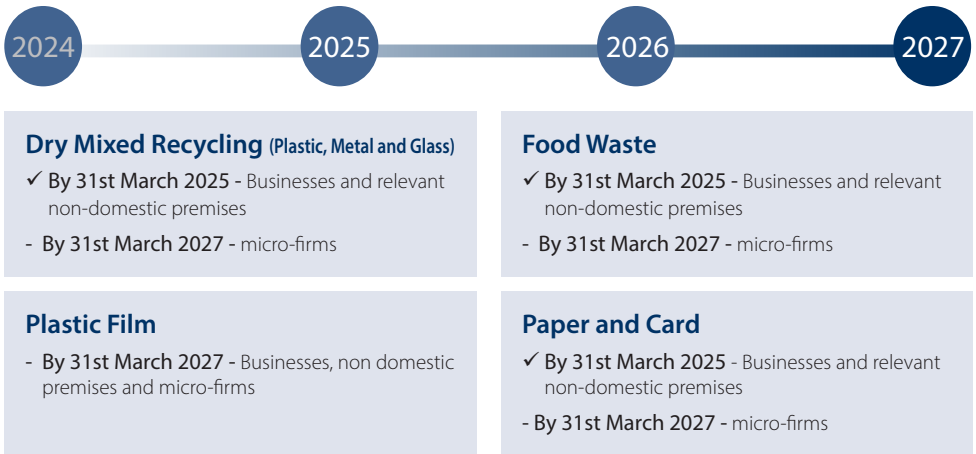 2024 2025 2026 2027
Dry Mixed Recycling (Plastic, Metal and Glass)
✓ By 31st March 2025 - Businesses and relevant
non-domestic premises
- By 31st March 2027 - micro-firms
Food Waste
✓ By 31st March 2025 - Businesses and relevant
non-domestic premises
- By 31st March 2027 - micro-firms
Plastic Film
- By 31st March 2027 - Businesses, non domestic
premises and micro-firms
Paper and Card
✓ By 31st March 2025 - Businesses and relevant
non-domestic premises
- By 31st March 2027 - micro-firms